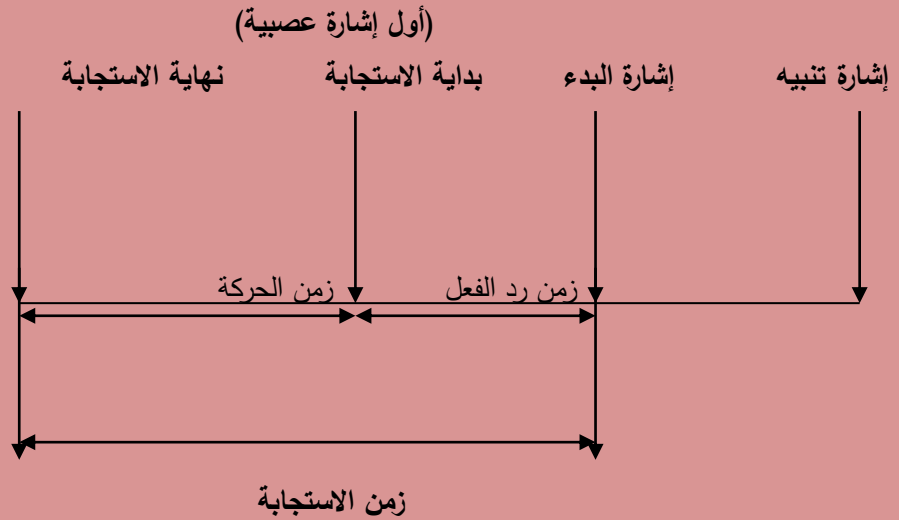 (أول إشارة عصبية)
إشارة تنبيه إشارة البدء بداية الاستجابة نهاية الاستجابة
زمن رد الفعل زمن الحركة
زمن الاستجابة